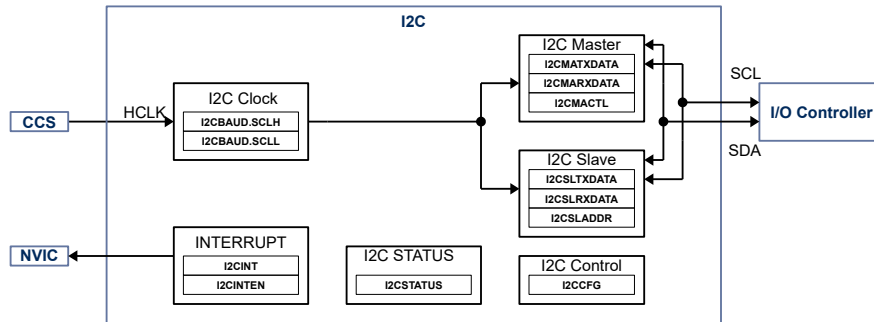 I2C
I2C Master
I2CMATXDATA
I2CMARXDATA
I2CMACTL
SCL
I2C Clock
I2CBAUD.SCLH
I2CBAUD.SCLL
CCS
HCLK
I/O Controller
SDA
I2C Slave
I2CSLTXDATA
I2CSLRXDATA
I2CSLADDR
NVIC
INTERRUPT
I2CINT
I2CINTEN
I2C STATUS
I2CSTATUS
I2C Control
I2CCFG